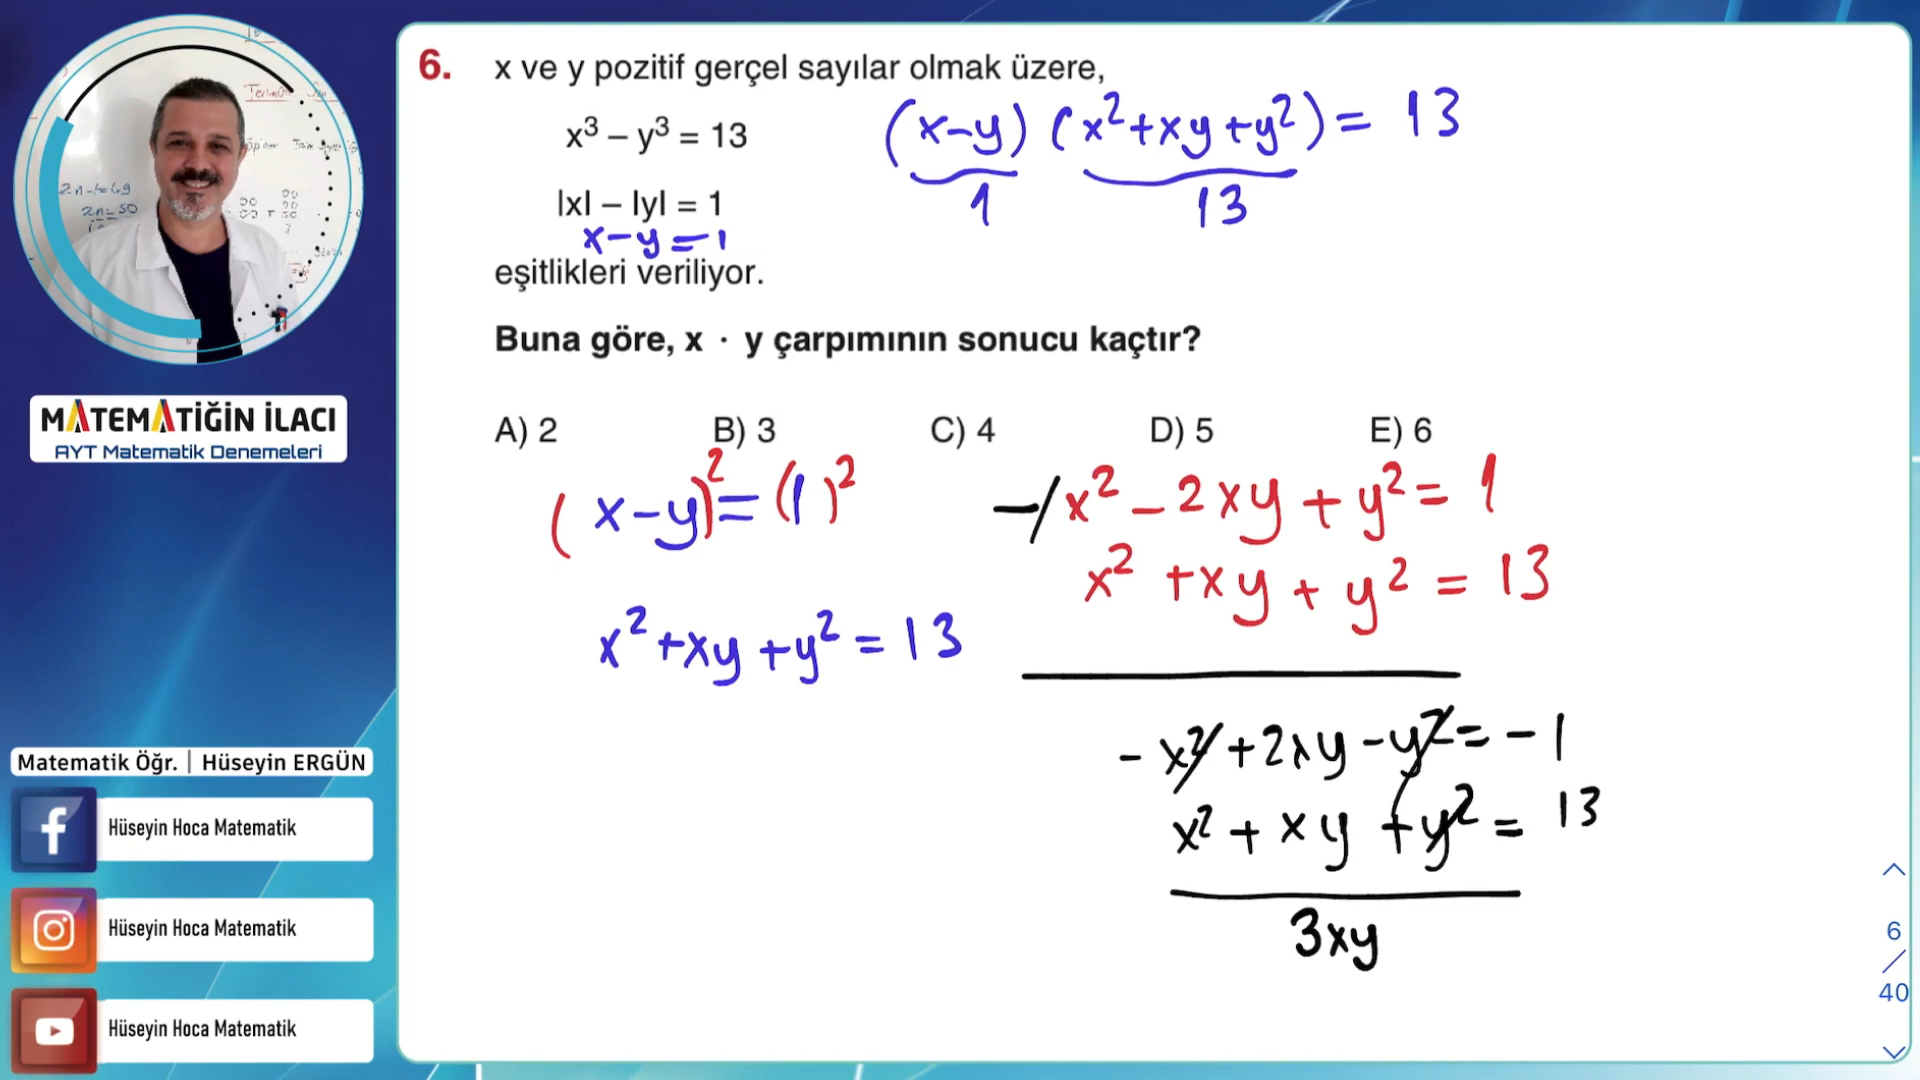 6. x ve y pozitif gerçel sayılar olmak üzere,
x³ – y³ = 13
(x-y) (x²+xy+y²) = 13
1 13
|x| – |y| = 1
x-y=1
eşitlikleri veriliyor.
Buna göre, x · y çarpımının sonucu kaçtır?
A) 2 B) 3 C) 4 D) 5 E) 6
(x-y)²=(1)²
x²+xy+y²=13
-/x²-2xy+y²=1
x²+xy+y²=13
-x²+2xy-y²=-1
x²+xy+y²=13
3xy
MATEMATİĞİN İLACI
AYT Matematik Denemeleri
Matematik Öğr. | Hüseyin ERGÜN
Hüseyin Hoca Matematik
Hüseyin Hoca Matematik
Hüseyin Hoca Matematik
6
/
40